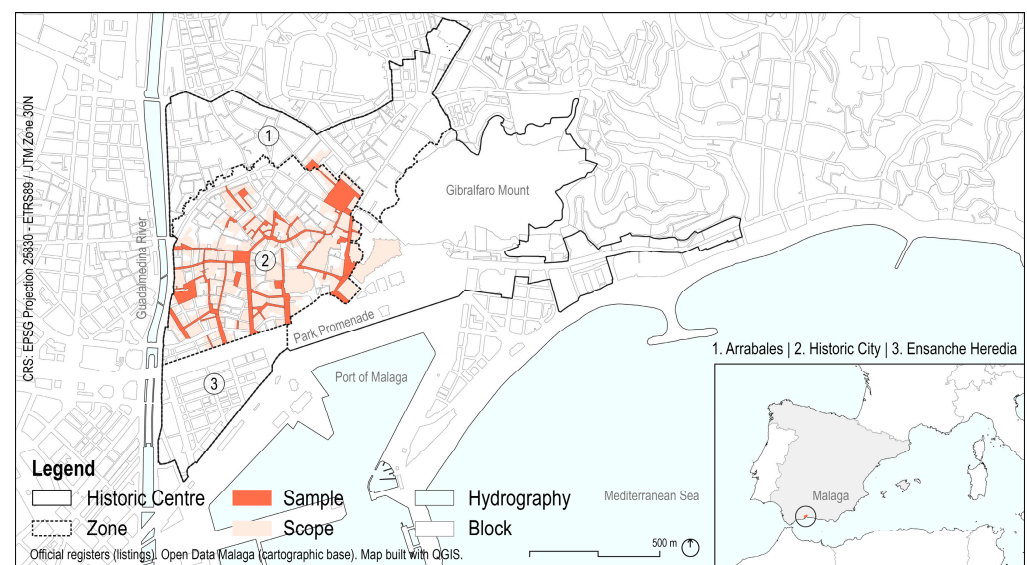 CRS: EPSG Projection 25830 - ETRS89 / UTM Zone 30N
Guadalmedina River
1
Gibralfaro Mount
2
Park Promenade
1. Arrabales | 2. Historic City | 3. Ensanche Heredia
3
Port of Malaga
Legend
Historic Centre
Sample
Hydrography
Mediterranean Sea
Malaga
Zone
Scope
Block
Official registers (listings). Open Data Malaga (cartographic base). Map built with QGIS.
500 m